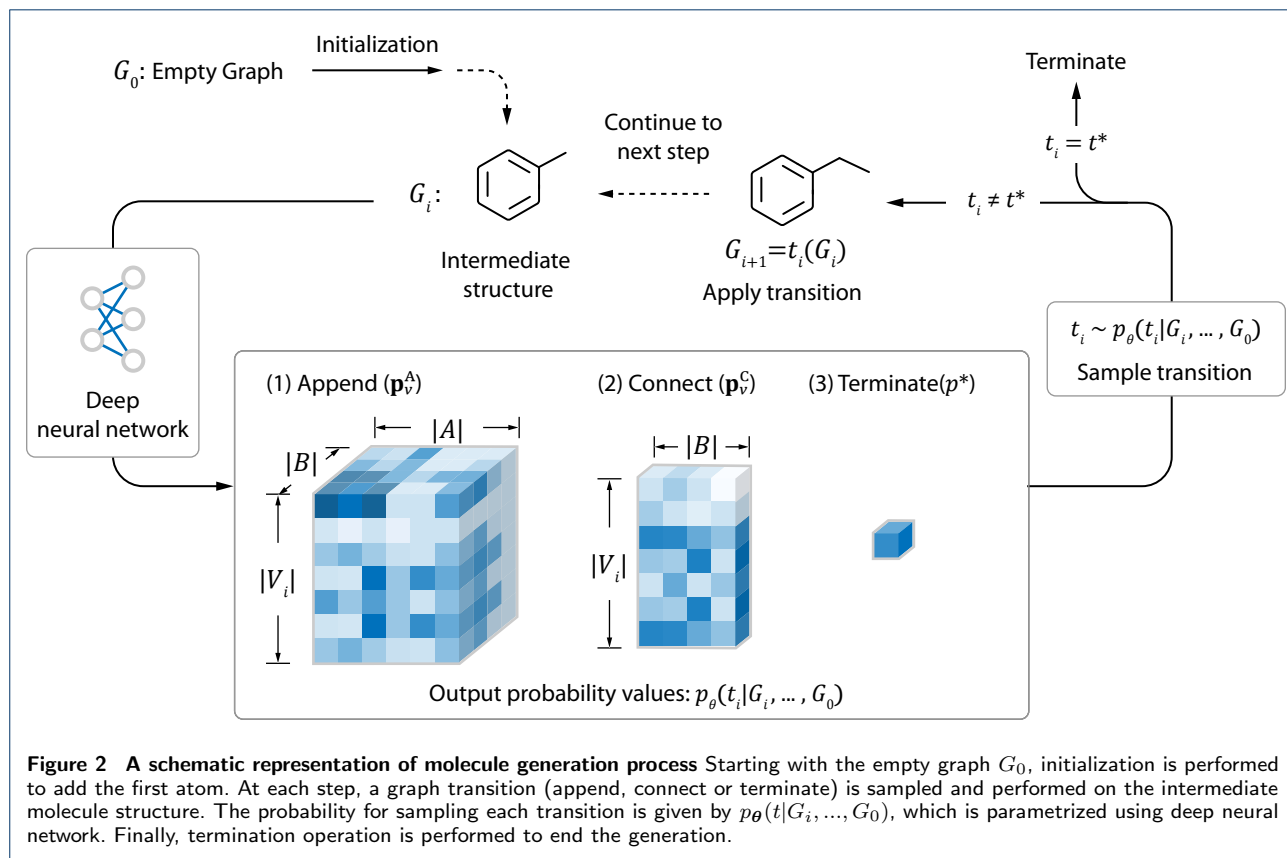 Initialization
G₀: Empty Graph
Terminate
Continue to
next step
tᵢ = t*
Gᵢ:
tᵢ ≠ t*
Gᵢ₊₁=tᵢ(Gᵢ)
Intermediate
structure
Apply transition
tᵢ ~ p_θ(tᵢ|Gᵢ, ... , G₀)
Sample transition
Deep
neural network
(1) Append (𝐩ᵥᴬ)
(2) Connect (𝐩ᵥᶜ)
(3) Terminate(p*)
|A|
|B|
|Vᵢ|
|B|
|Vᵢ|
Output probability values: p_θ(tᵢ|Gᵢ, ... , G₀)
Figure 2 A schematic representation of molecule generation process Starting with the empty graph G₀, initialization is performed
to add the first atom. At each step, a graph transition (append, connect or terminate) is sampled and performed on the intermediate
molecule structure. The probability for sampling each transition is given by p_θ(t|Gᵢ, ..., G₀), which is parametrized using deep neural
network. Finally, termination operation is performed to end the generation.